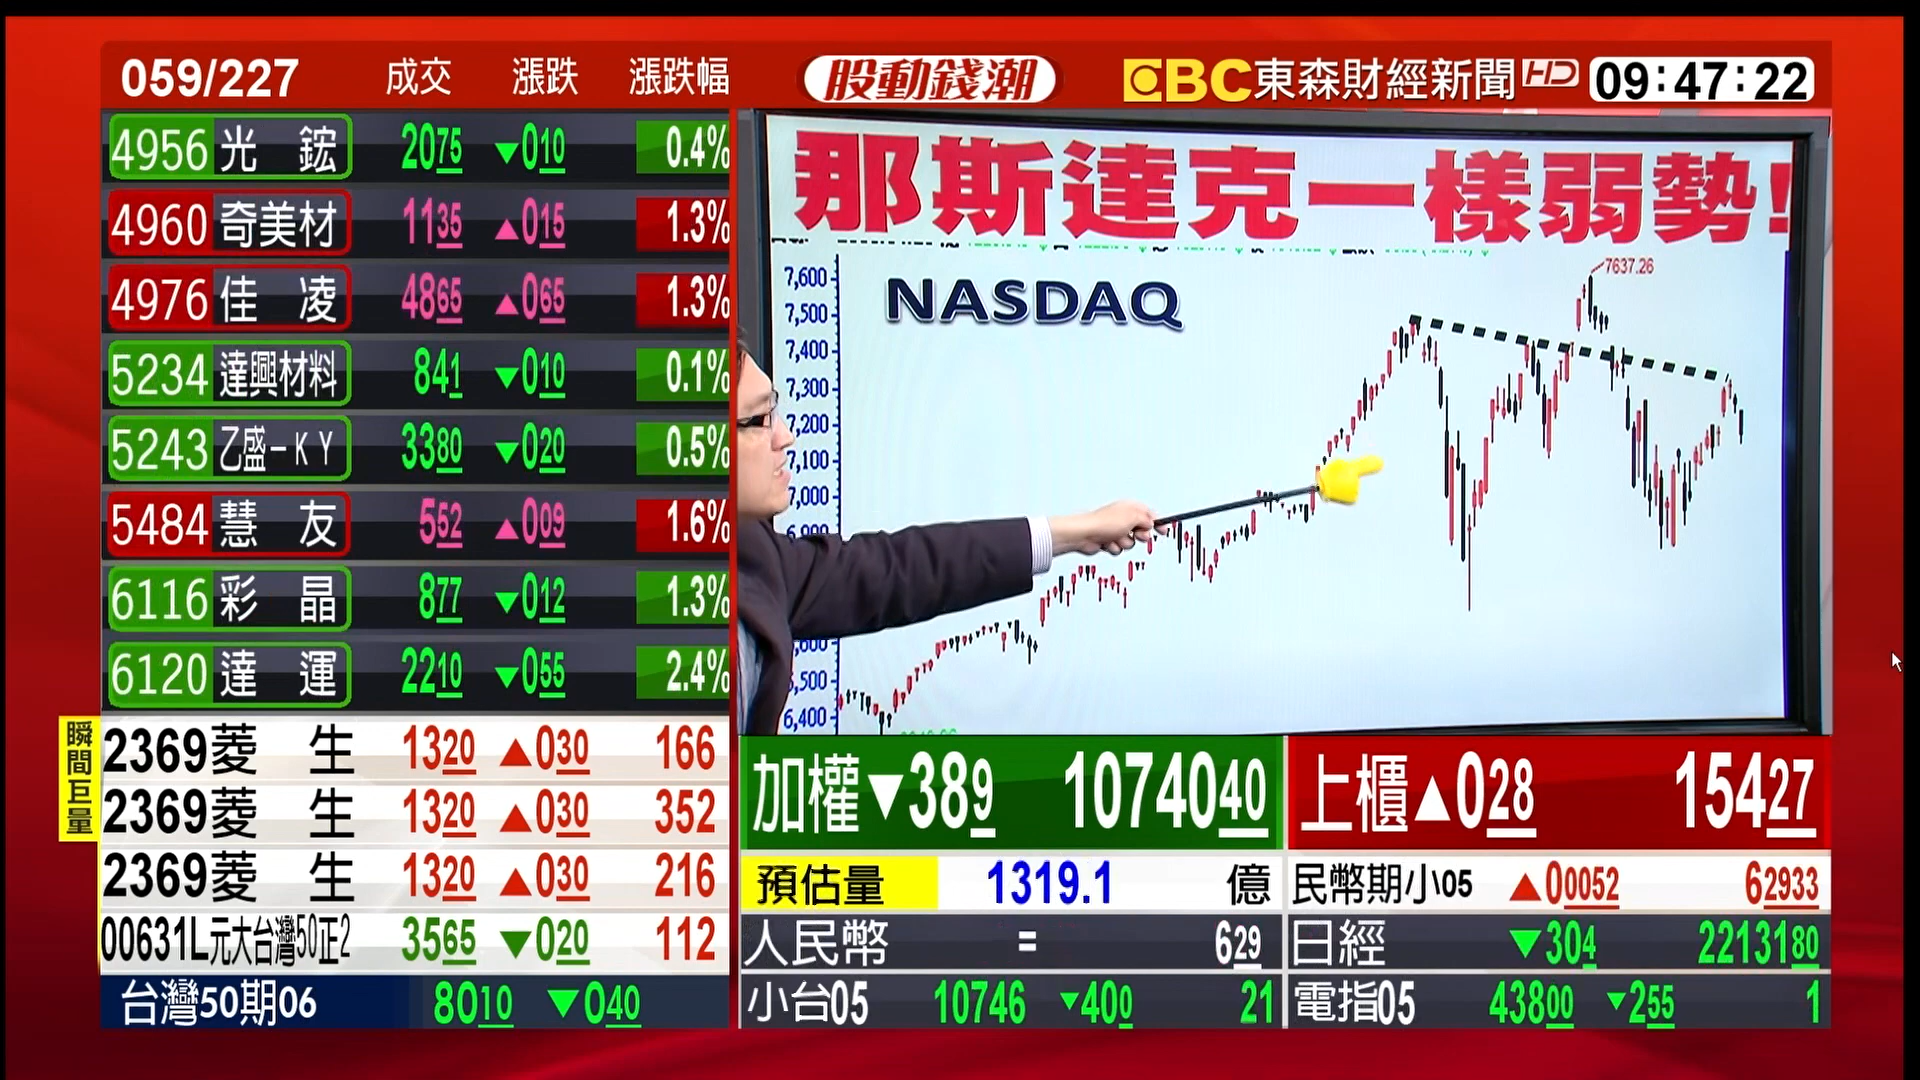 059/227 成交 漲跌 漲跌幅
股動錢潮
EBC 東森財經新聞 HD 09:47:22
4956 光鋐 2075 ▼010 0.4%
4960 奇美材 1135 ▲015 1.3%
4976 佳凌 4865 ▲065 1.3%
5234 達興材料 841 ▼010 0.1%
5243 乙盛-KY 3380 ▼020 0.5%
5484 慧友 552 ▲009 1.6%
6116 彩晶 877 ▼012 1.3%
6120 達運 2210 ▼055 2.4%
瞬間巨量
2369 菱生 1320 ▲030 166
2369 菱生 1320 ▲030 352
2369 菱生 1320 ▲030 216
00631L 元大台灣50正2 3565 ▼020 112
台灣50期06 8010 ▼040
那斯達克一樣弱勢!
NASDAQ
7637.26
7,600
7,500
7,400
7,300
7,200
7,100
7,000
6,400
加權▼389 1074040
上櫃▲028 15427
預估量 1319.1 億
民幣期小05 ▲00052 62933
人民幣 = 629
日經 ▼304 2213180
小台05 10746 ▼400 21
電指05 43800 ▼255 1